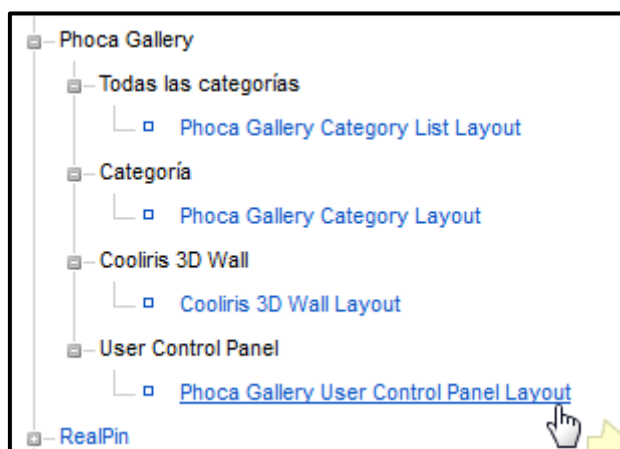 Phoca Gallery
Todas las categorías
Phoca Gallery Category List Layout
Categoría
Phoca Gallery Category Layout
Cooliris 3D Wall
Cooliris 3D Wall Layout
User Control Panel
Phoca Gallery User Control Panel Layout
RealPin